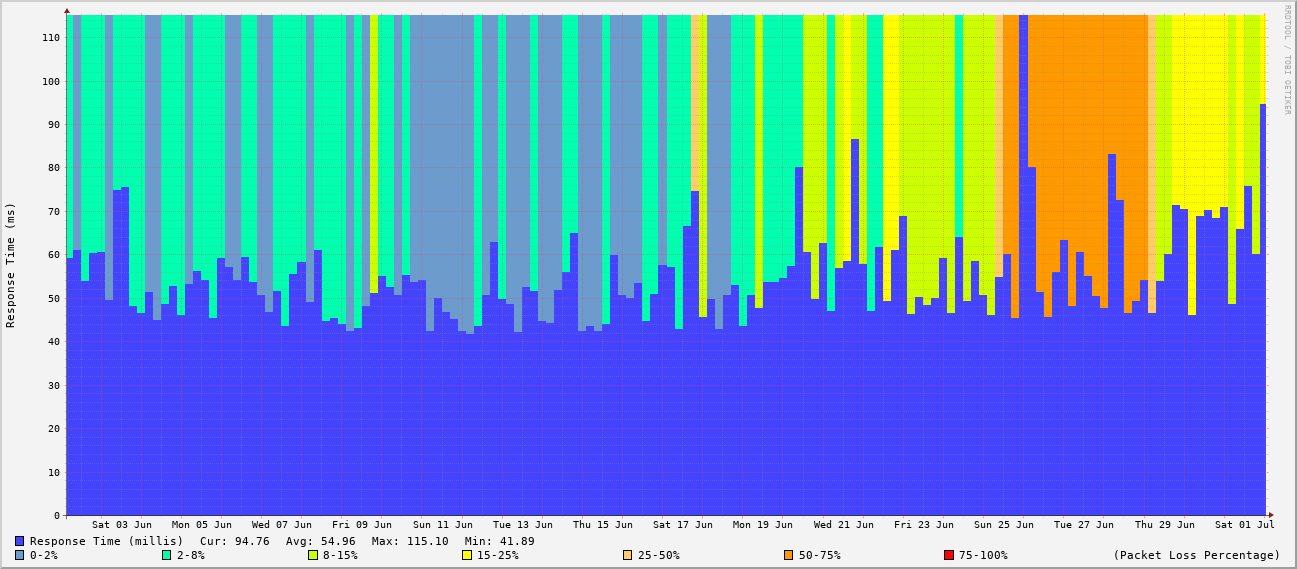 RRDTOOL / TOBI OETIKER
Response Time (ms)
110
100
90
80
70
60
50
40
30
20
10
0
Sat 03 Jun Mon 05 Jun Wed 07 Jun Fri 09 Jun Sun 11 Jun Tue 13 Jun Thu 15 Jun Sat 17 Jun Mon 19 Jun Wed 21 Jun Fri 23 Jun Sun 25 Jun Tue 27 Jun Thu 29 Jun Sat 01 Jul
Response Time (millis) Cur: 94.76 Avg: 54.96 Max: 115.10 Min: 41.89
0-2% 2-8% 8-15% 15-25% 25-50% 50-75% 75-100% (Packet Loss Percentage)